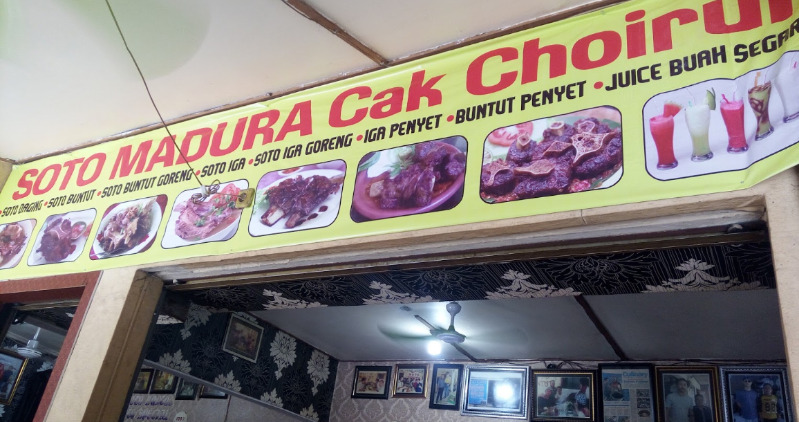 SOTO MADURA Cak Choirul
• SOTO DAGING • SOTO BUNTUT • SOTO BUNTUT GORENG • SOTO IGA • SOTO IGA GORENG • IGA PENYET • BUNTUT PENYET • JUICE BUAH SEGAR